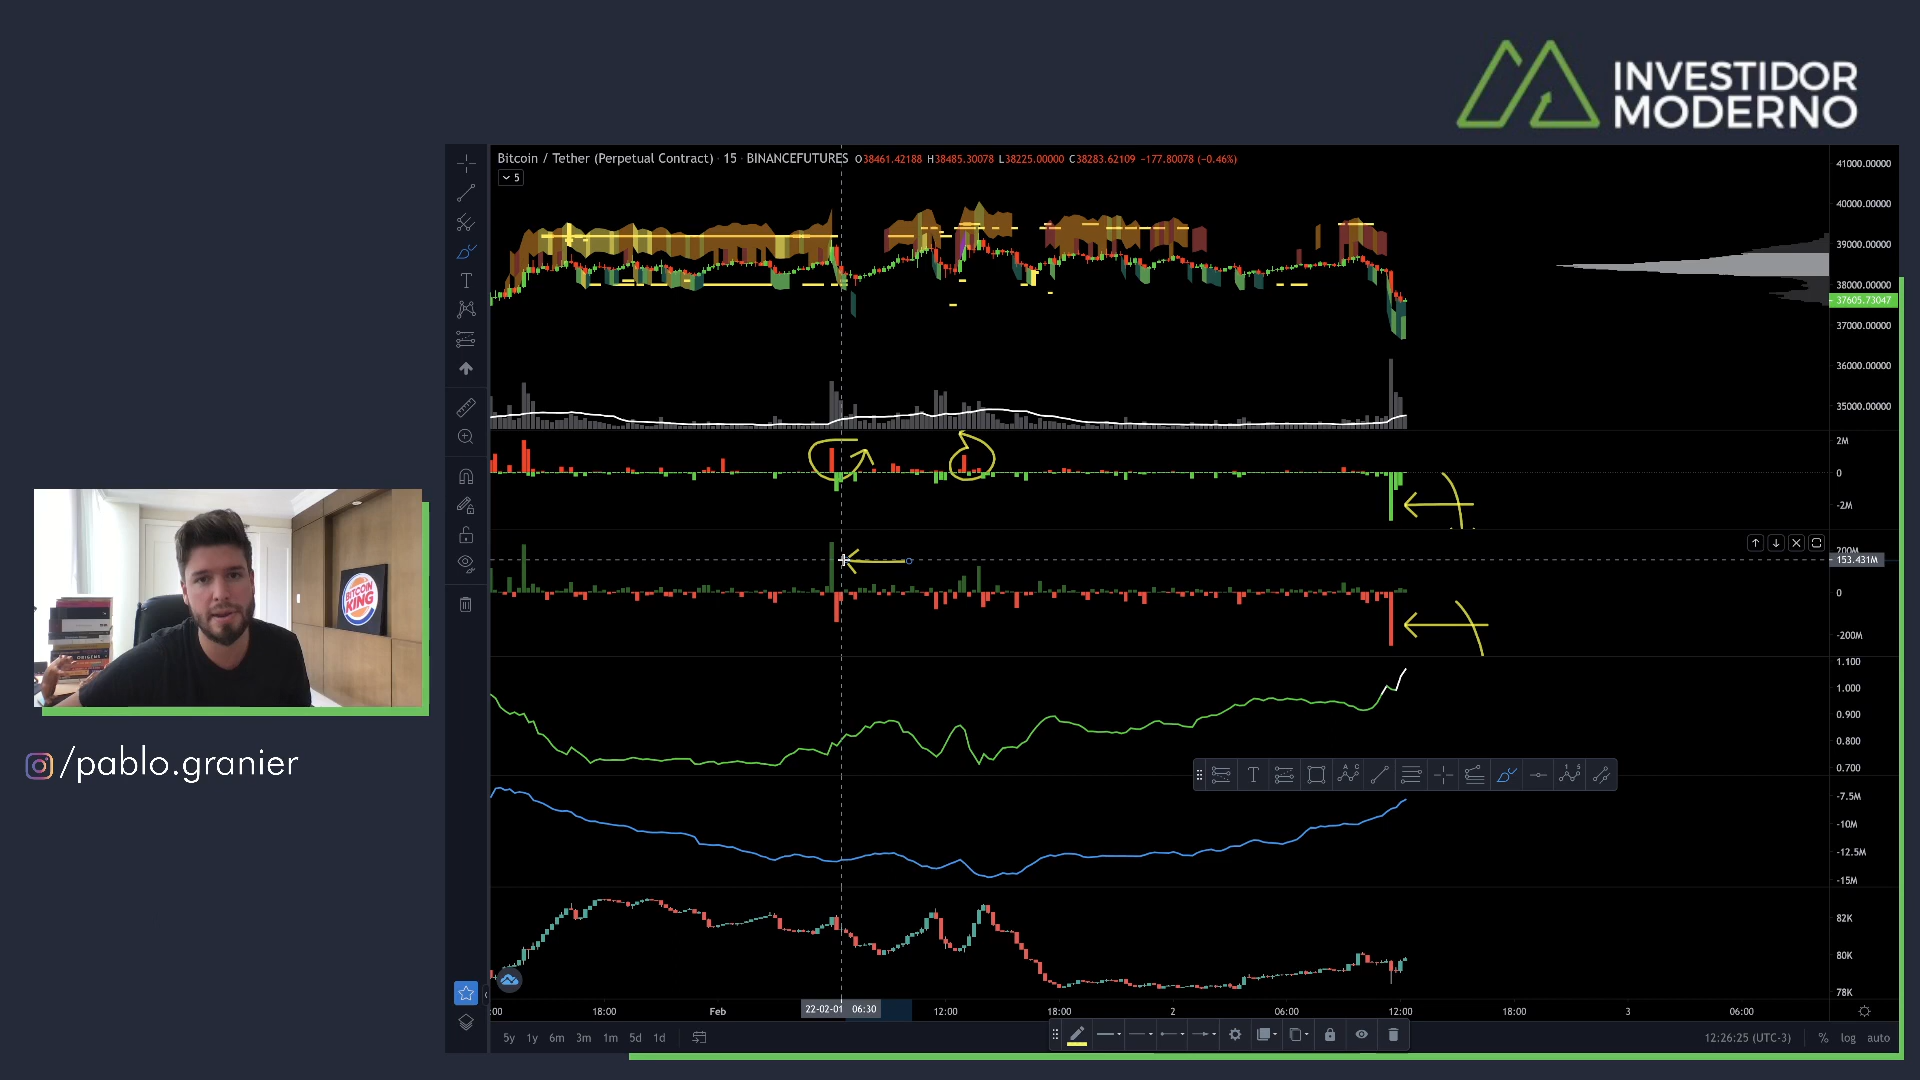 INVESTIDOR
MODERNO
Bitcoin / Tether (Perpetual Contract) · 15 · BINANCEFUTURES O38461.42188 H38485.30078 L38225.00000 C38283.62109 −177.80078 (−0.46%)
5
41000.00000
40000.00000
39000.00000
38000.00000
37605.73047
37000.00000
36000.00000
35000.00000
2M
0
-2M
200M
153.431M
0
-200M
1.100
1.000
0.900
0.800
0.700
-7.5M
-10M
-12.5M
-15M
82K
80K
78K
BITCOIN
KING
/pablo.granier
:00 18:00 Feb 22-02-01 06:30 12:00 18:00 2 06:00 12:00 18:00 3 06:00
5y 1y 6m 3m 1m 5d 1d
12:26:25 (UTC-3) % log auto